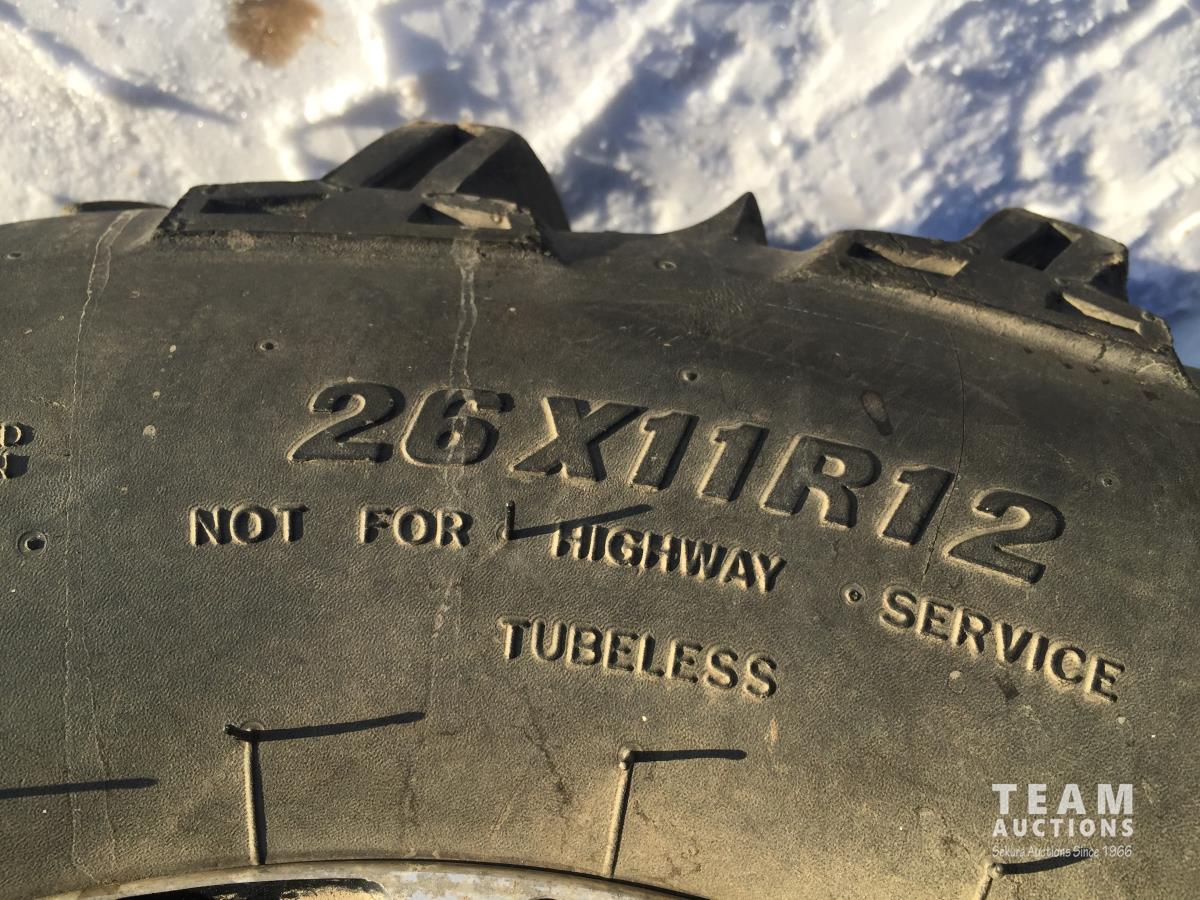 26X11R12
NOT FOR HIGHWAY SERVICE
TUBELESS
TEAM
AUCTIONS
Sekura Auctions Since 1966